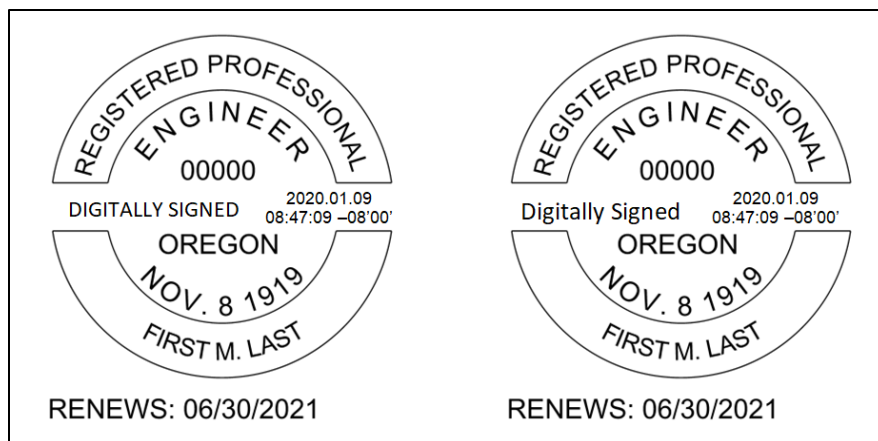 REGISTERED PROFESSIONAL
ENGINEER
00000
DIGITALLY SIGNED
2020.01.09
08:47:09 –08'00'
OREGON
NOV. 8 1919
FIRST M. LAST
RENEWS: 06/30/2021
REGISTERED PROFESSIONAL
ENGINEER
00000
Digitally Signed
2020.01.09
08:47:09 –08'00'
OREGON
NOV. 8 1919
FIRST M. LAST
RENEWS: 06/30/2021